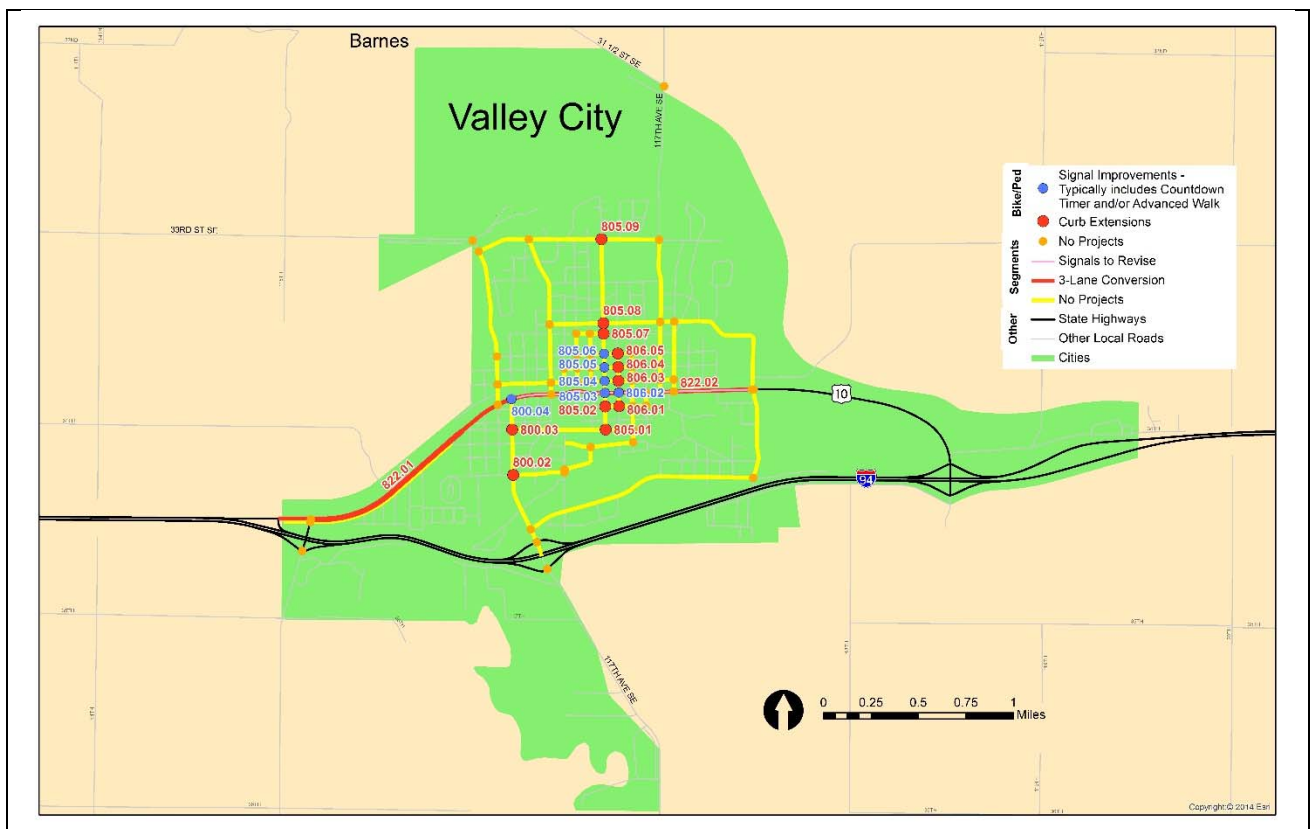 Barnes
31 1/2 ST SE
Valley City
117TH AVE SE
33RD ST SE
Bike/Ped
Signal Improvements -
Typically includes Countdown
Timer and/or Advanced Walk
Curb Extensions
No Projects
Segments
Signals to Revise
3-Lane Conversion
No Projects
Other
State Highways
Other Local Roads
Cities
805.09
805.08
805.07
805.06
806.05
805.05
806.04
805.04
806.03
822.02
805.03
806.02
10
800.04
805.02
806.01
800.03
805.01
800.02
822.01
94
117TH AVE SE
0 0.25 0.5 0.75 1
Miles
Copyright:© 2014 Esri